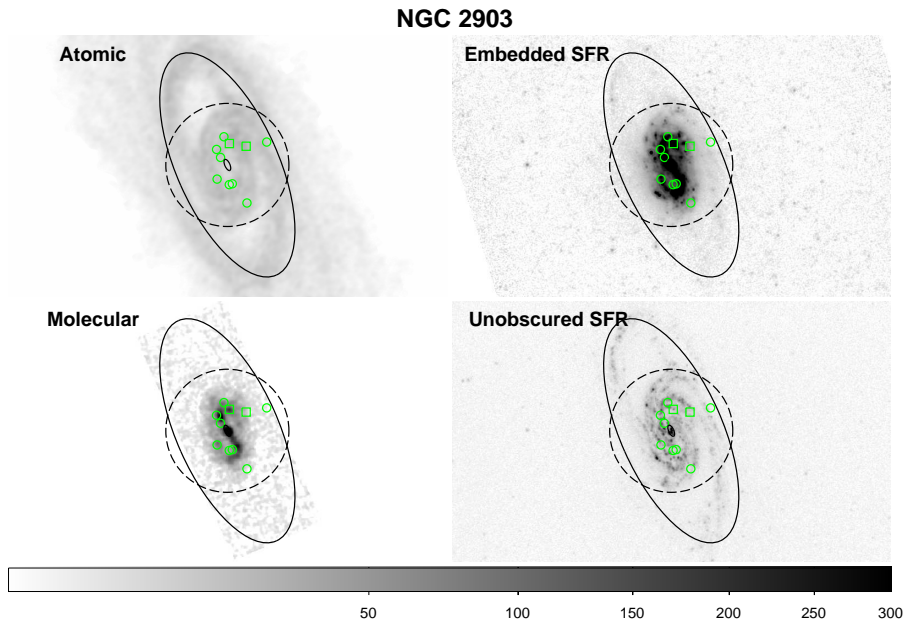 NGC 2903
Atomic
Embedded SFR
Molecular
Unobscured SFR
50 100 150 200 250 300